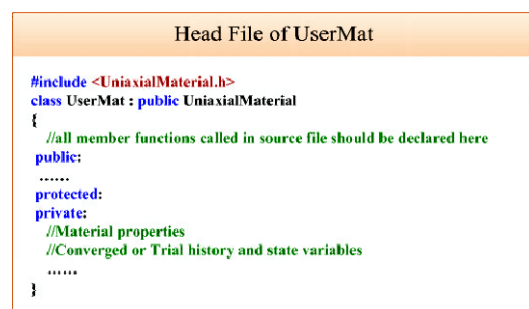 Head File of UserMat
#include <UniaxialMaterial.h>
class UserMat : public UniaxialMaterial
{
//all member functions called in source file should be declared here
public:
......
protected:
private:
//Material properties
//Converged or Trial history and state variables
......
}